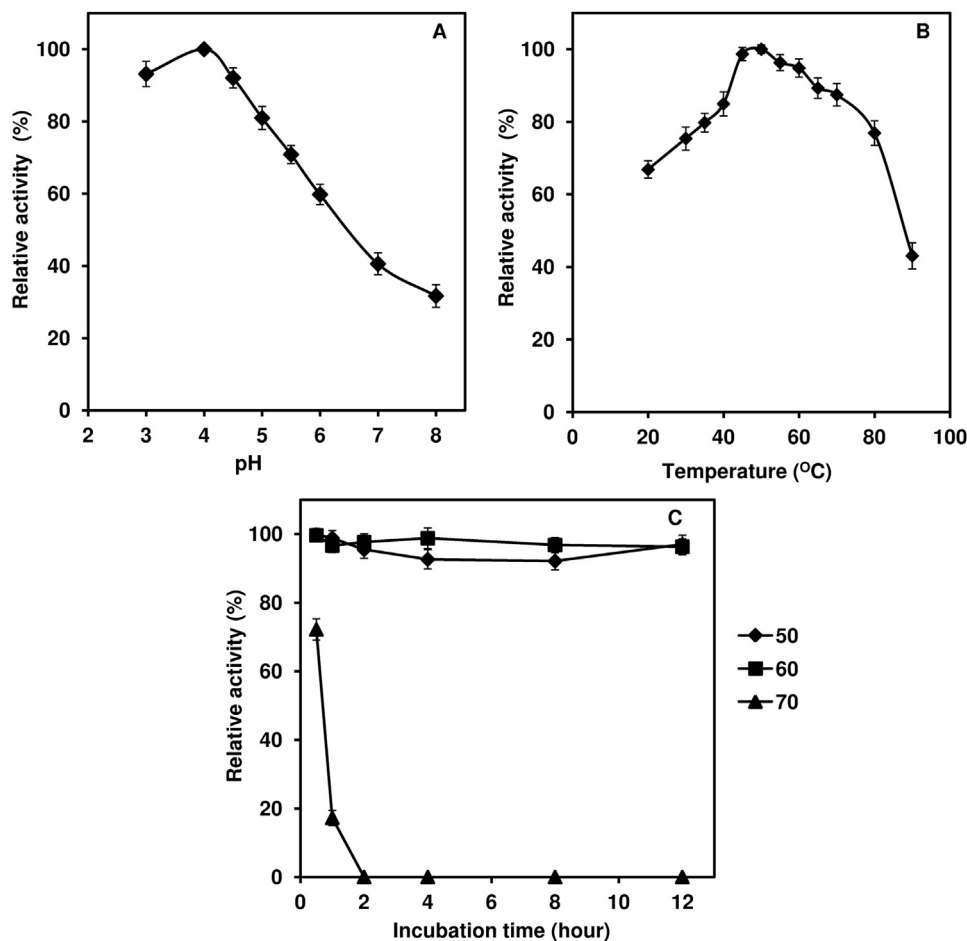 A
Relative activity (%)
100
80
60
40
20
0
2 3 4 5 6 7 8
pH
B
Relative activity (%)
100
80
60
40
20
0
0 20 40 60 80 100
Temperature (OC)
C
Relative activity (%)
100
80
60
40
20
0
0 2 4 6 8 10 12
Incubation time (hour)
50
60
70